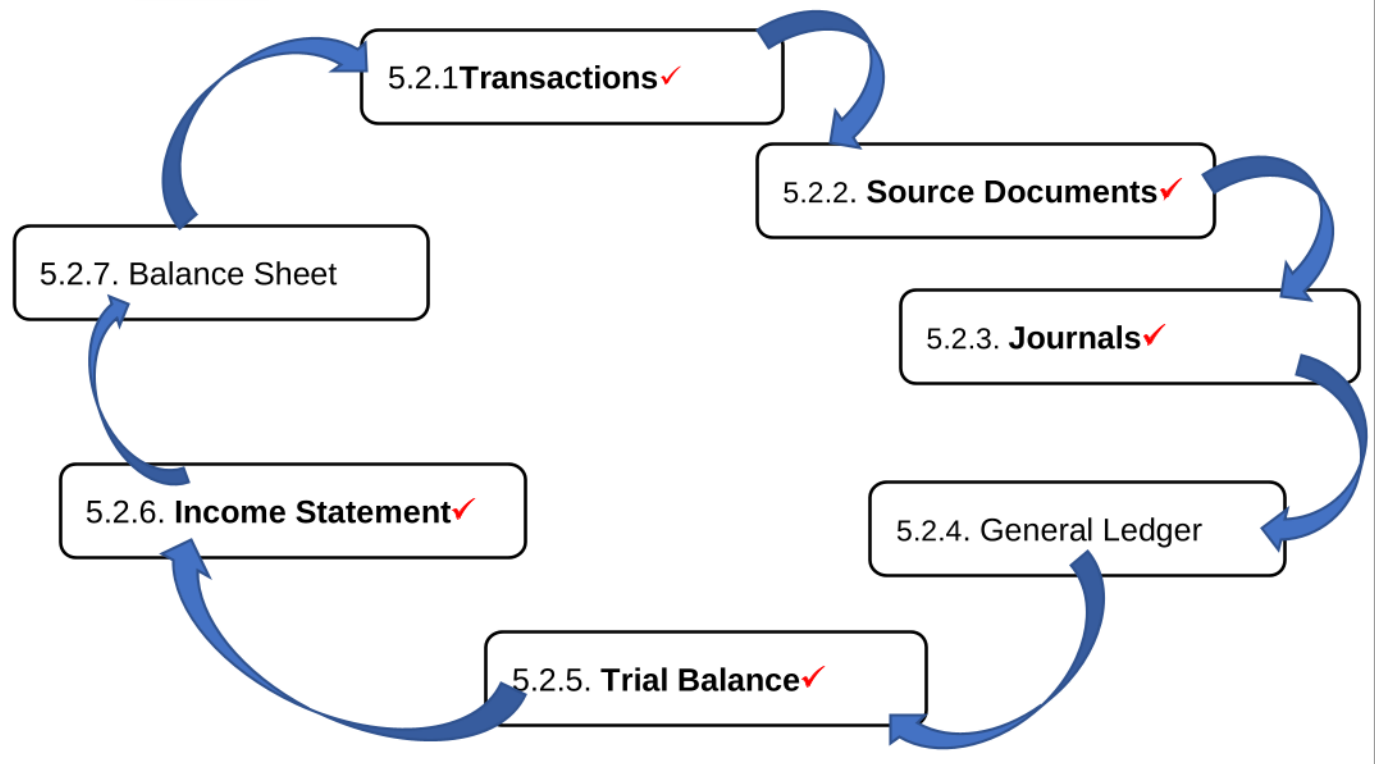 5.2.1Transactions✓
5.2.2. Source Documents✓
5.2.3. Journals✓
5.2.4. General Ledger
5.2.5. Trial Balance✓
5.2.6. Income Statement✓
5.2.7. Balance Sheet